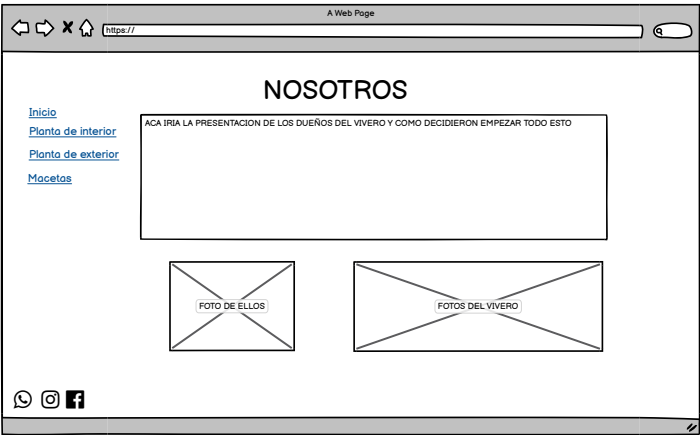 A Web Page
https://
NOSOTROS
Inicio
Planta de interior
Planta de exterior
Macetas
ACA IRIA LA PRESENTACION DE LOS DUEÑOS DEL VIVERO Y COMO DECIDIERON EMPEZAR TODO ESTO
FOTO DE ELLOS
FOTOS DEL VIVERO